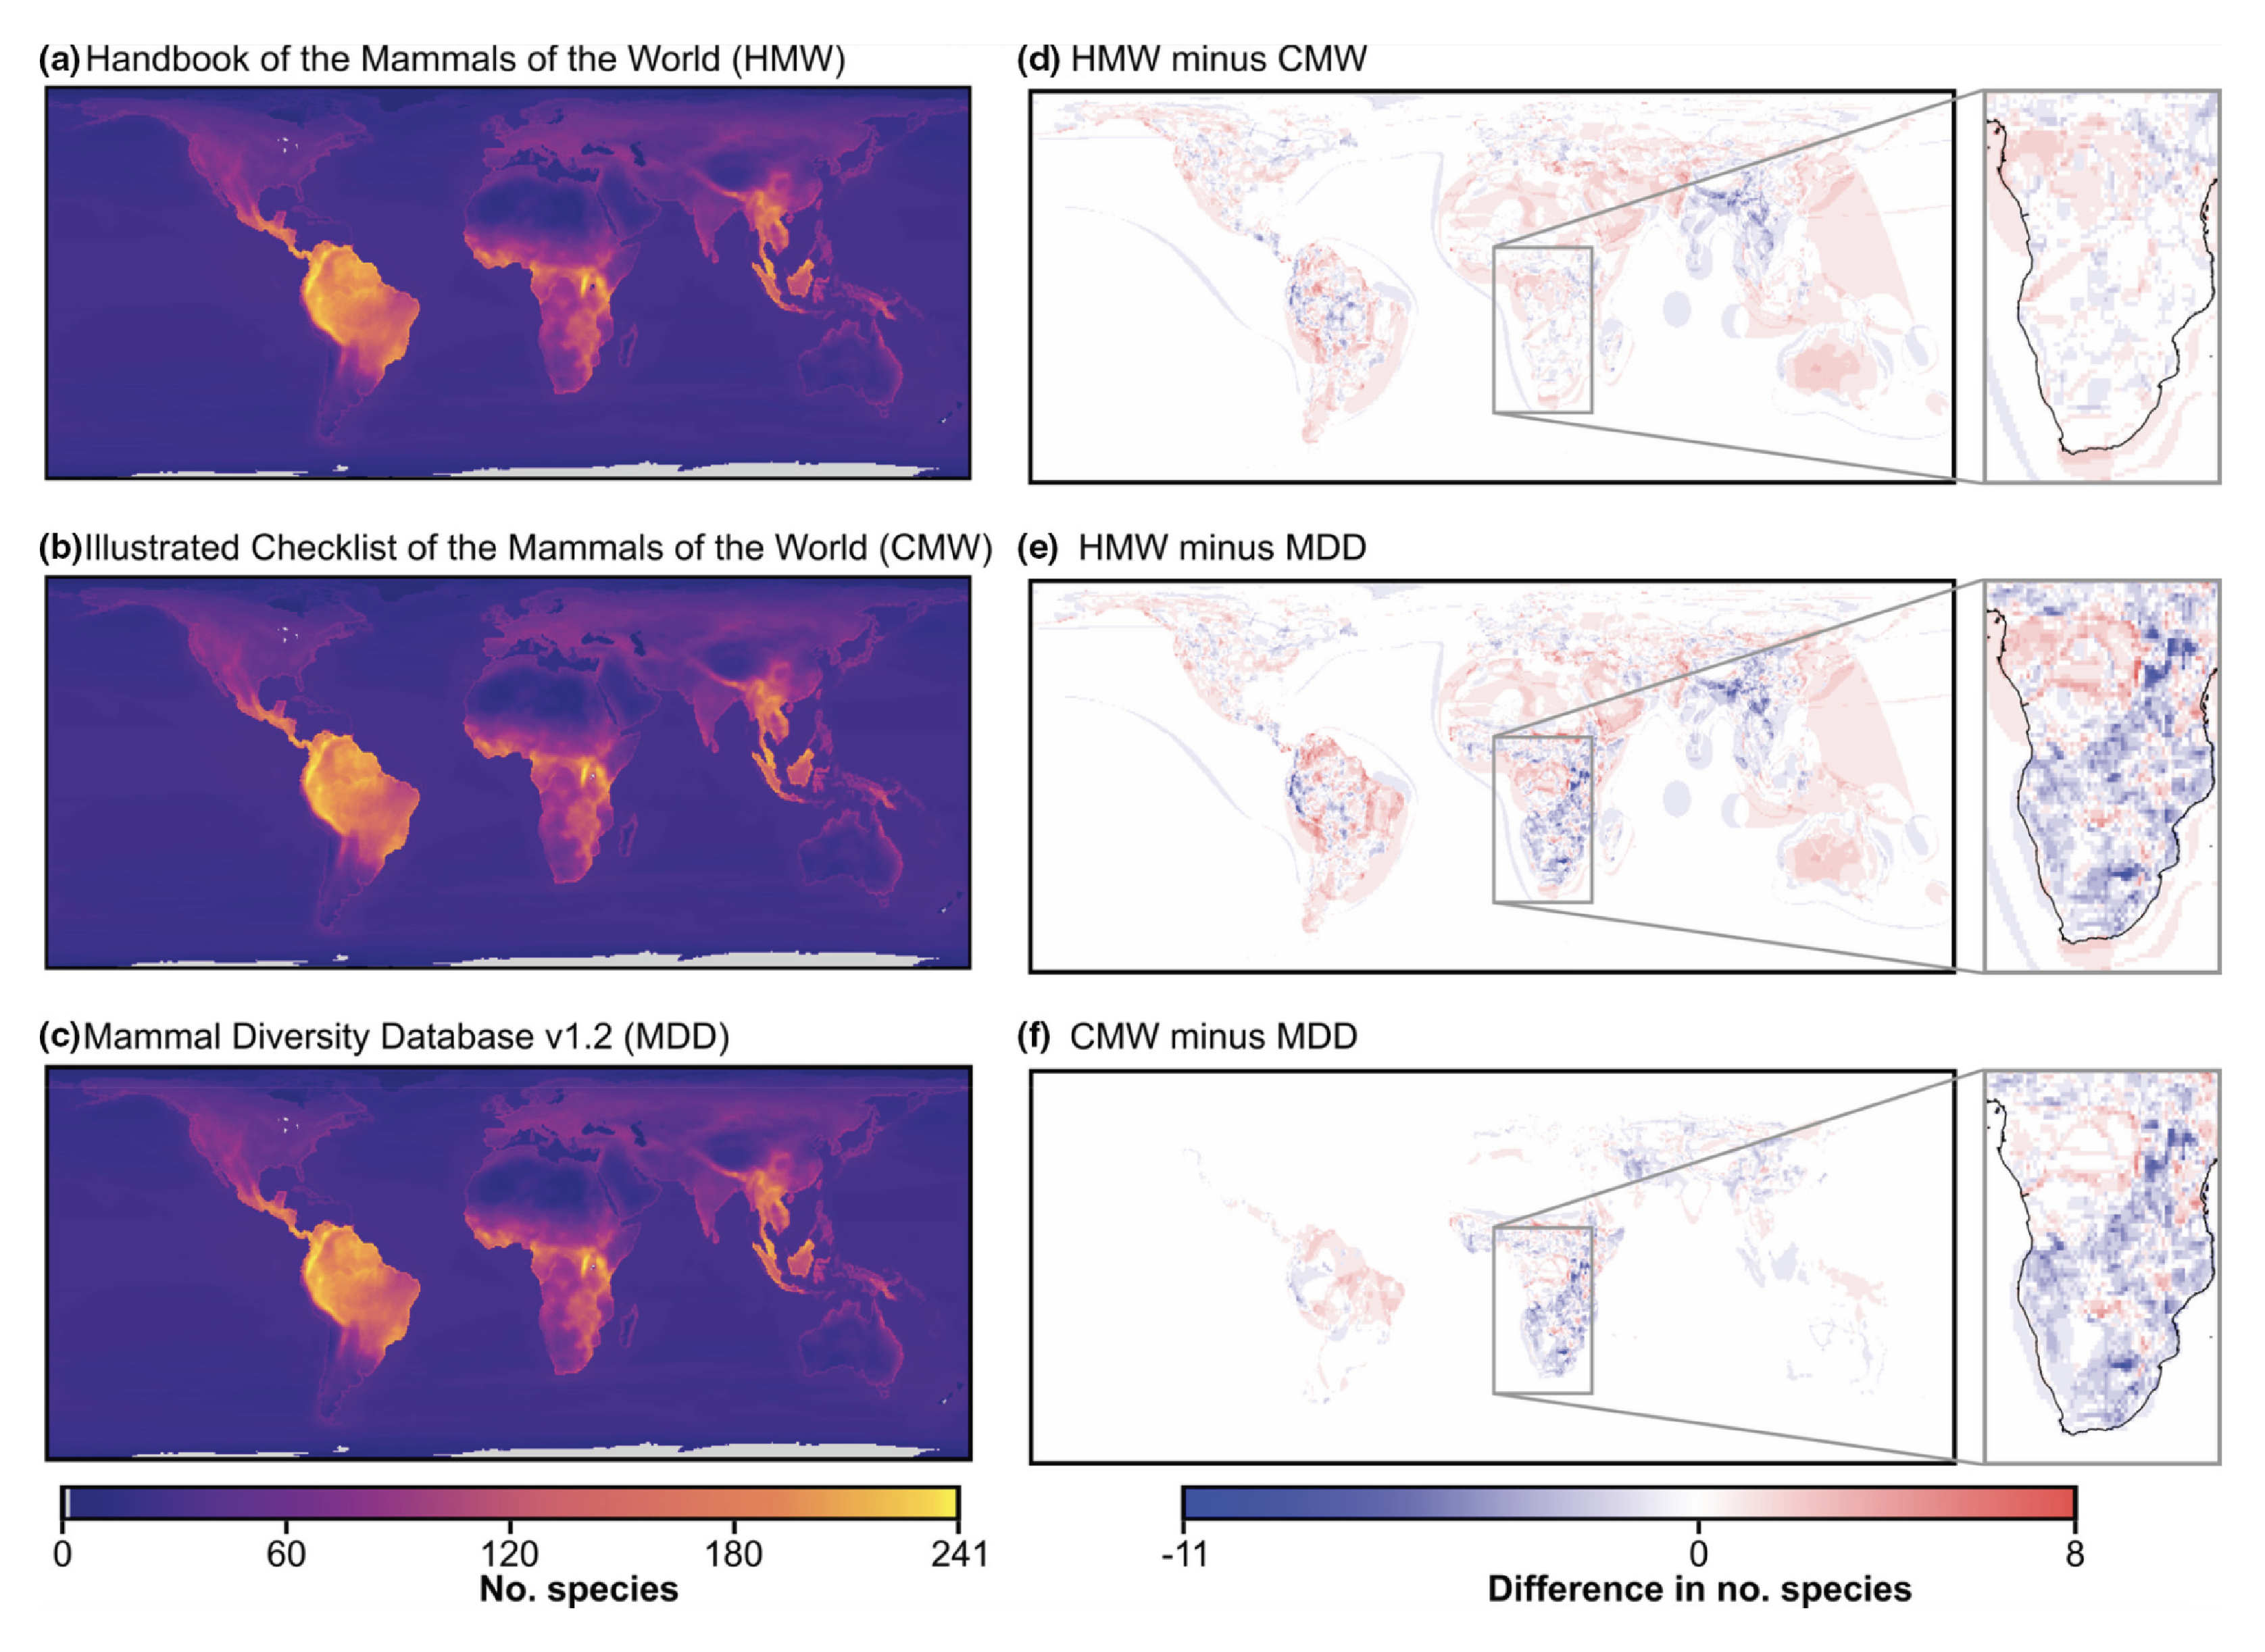 (a) Handbook of the Mammals of the World (HMW)
(d) HMW minus CMW
(b) Illustrated Checklist of the Mammals of the World (CMW)
(e) HMW minus MDD
(c) Mammal Diversity Database v1.2 (MDD)
(f) CMW minus MDD
0 60 120 180 241
No. species
-11 0 8
Difference in no. species